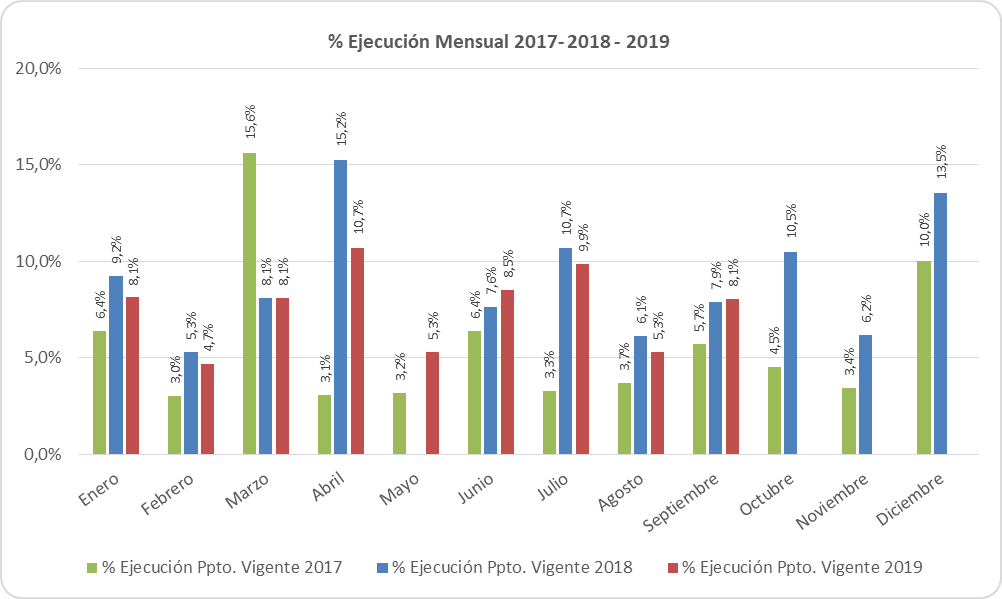 % Ejecución Mensual 2017- 2018 - 2019
20,0%
15,0%
10,0%
5,0%
0,0%
6,4%
9,2%
8,1%
3,0%
5,3%
4,7%
15,6%
8,1%
8,1%
3,1%
15,2%
10,7%
3,2%
5,3%
6,4%
7,6%
8,5%
3,3%
10,7%
9,9%
3,7%
6,1%
5,3%
5,7%
7,9%
8,1%
4,5%
10,5%
3,4%
6,2%
10,0%
13,5%
Enero
Febrero
Marzo
Abril
Mayo
Junio
Julio
Agosto
Septiembre
Octubre
Noviembre
Diciembre
% Ejecución Ppto. Vigente 2017
% Ejecución Ppto. Vigente 2018
% Ejecución Ppto. Vigente 2019